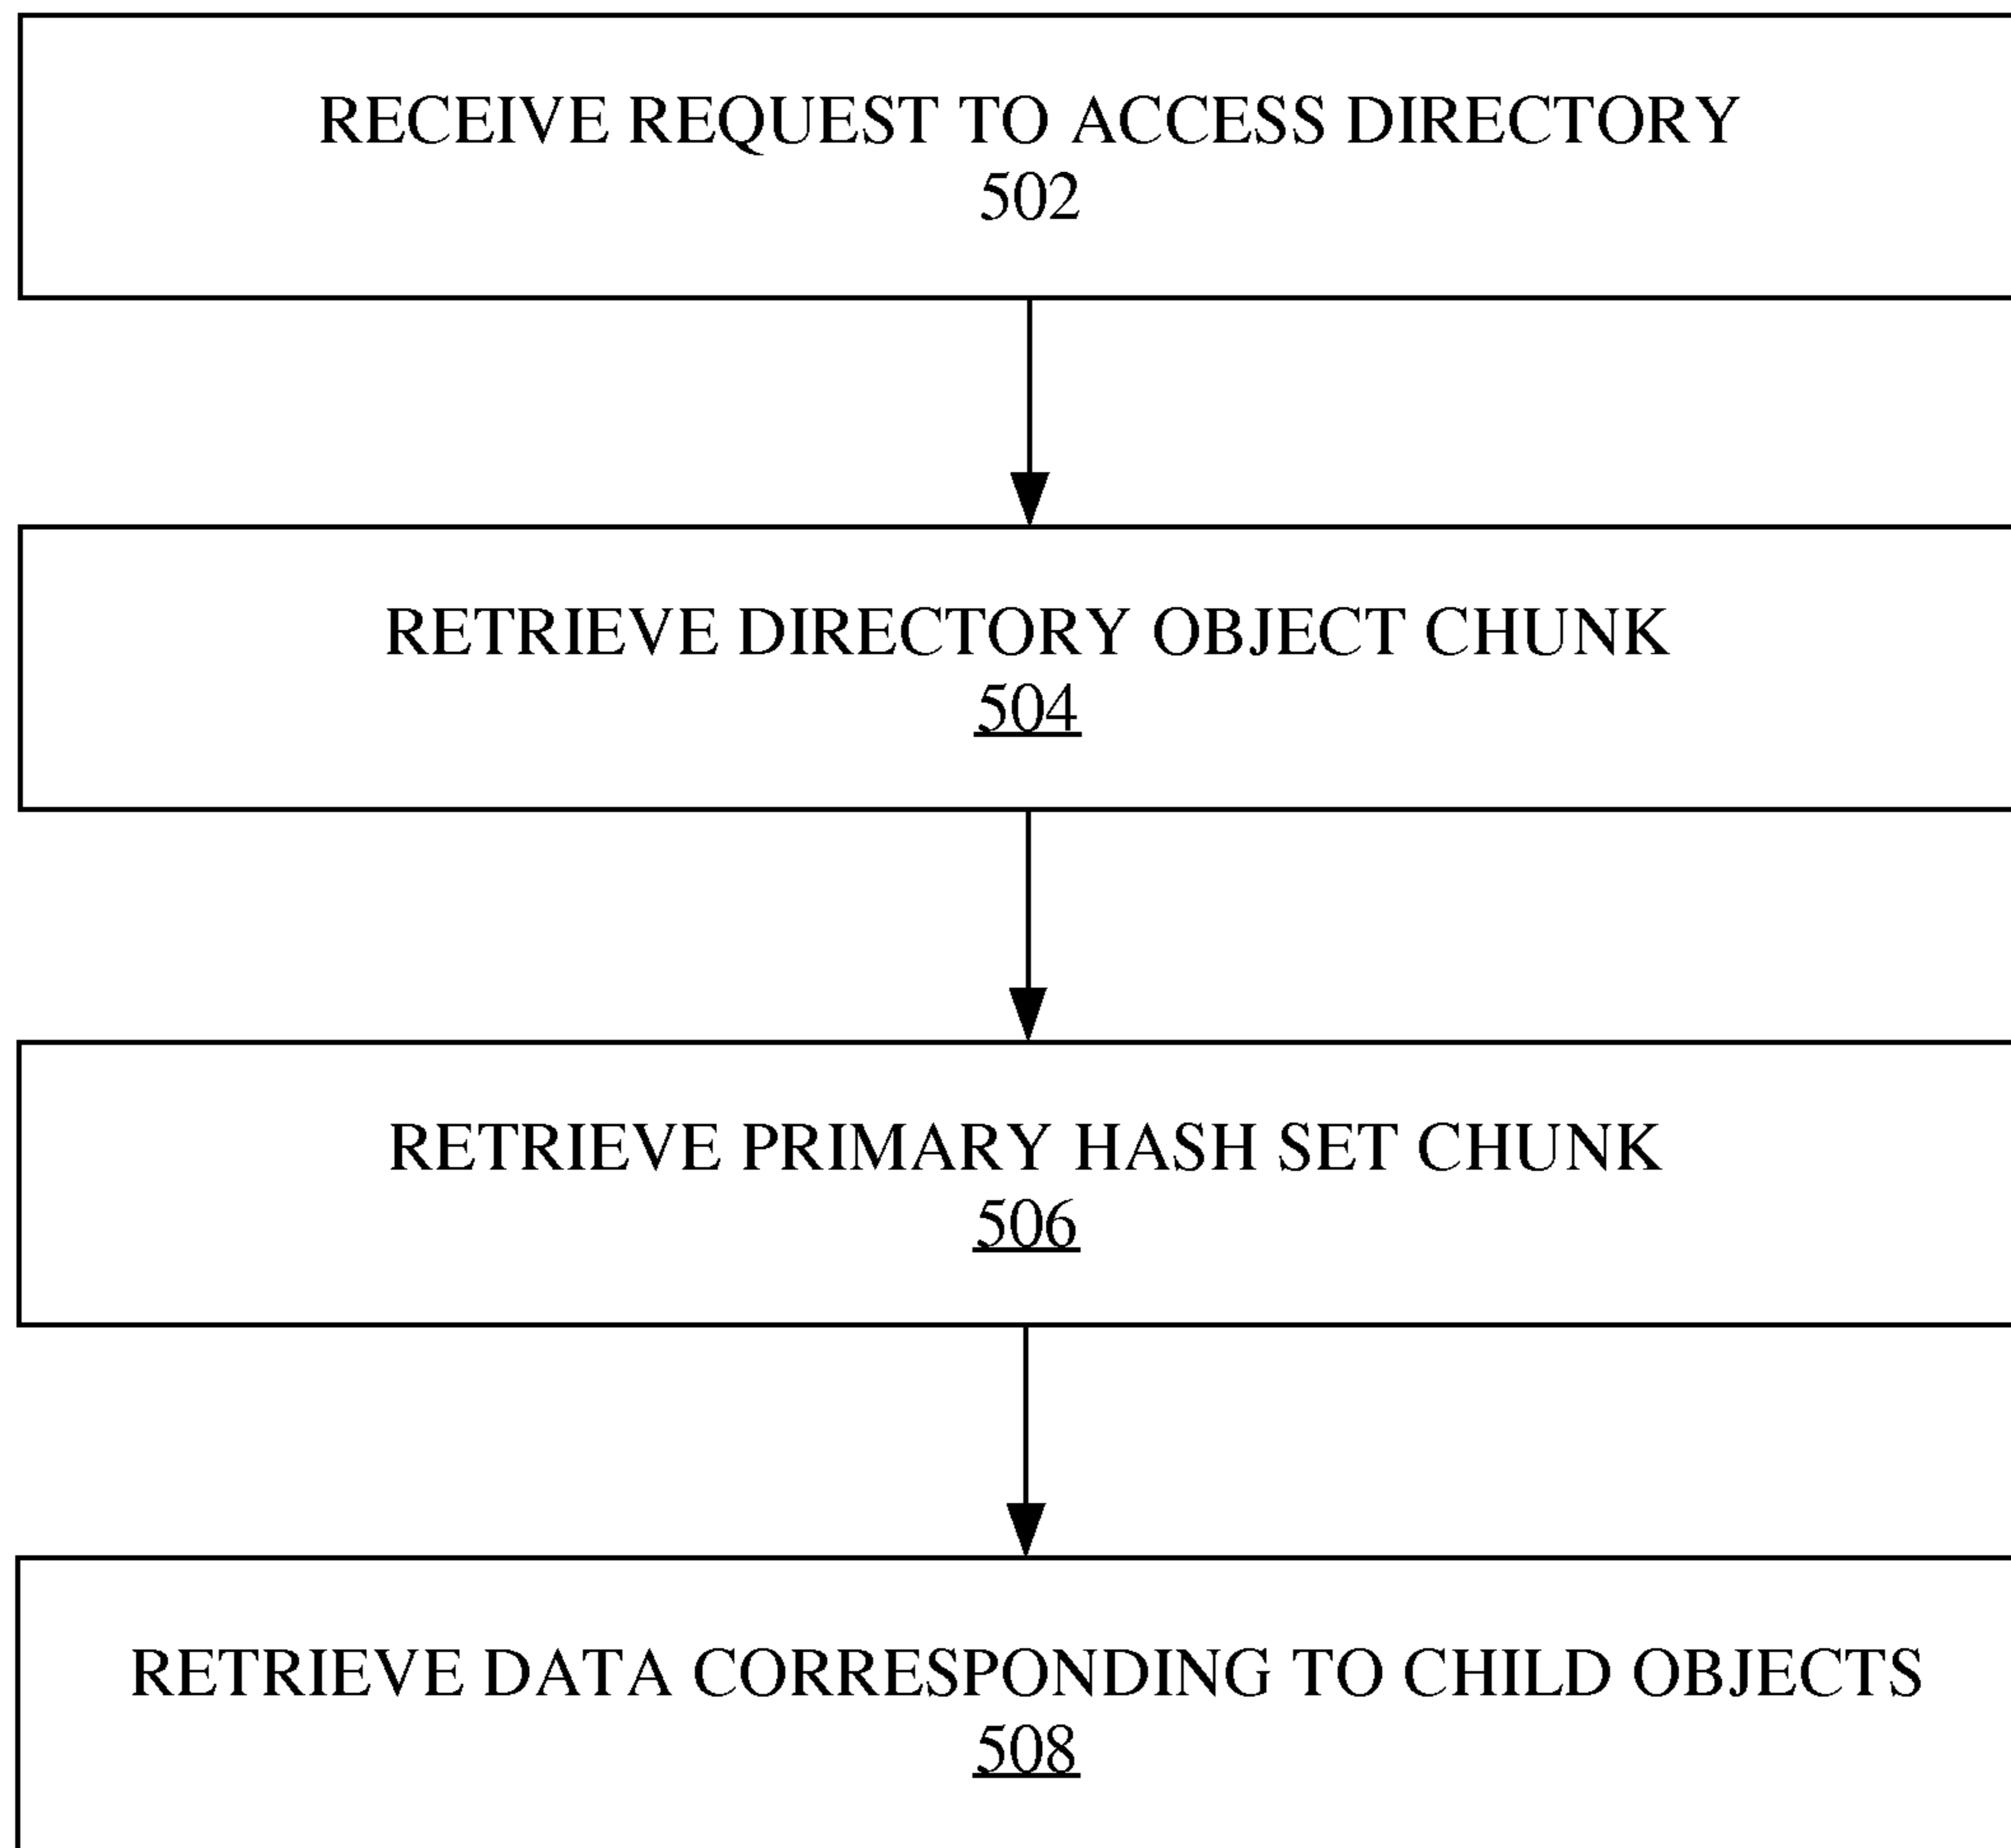 RECEIVE REQUEST TO ACCESS DIRECTORY
502
RETRIEVE DIRECTORY OBJECT CHUNK
504
RETRIEVE PRIMARY HASH SET CHUNK
506
RETRIEVE DATA CORRESPONDING TO CHILD OBJECTS
508